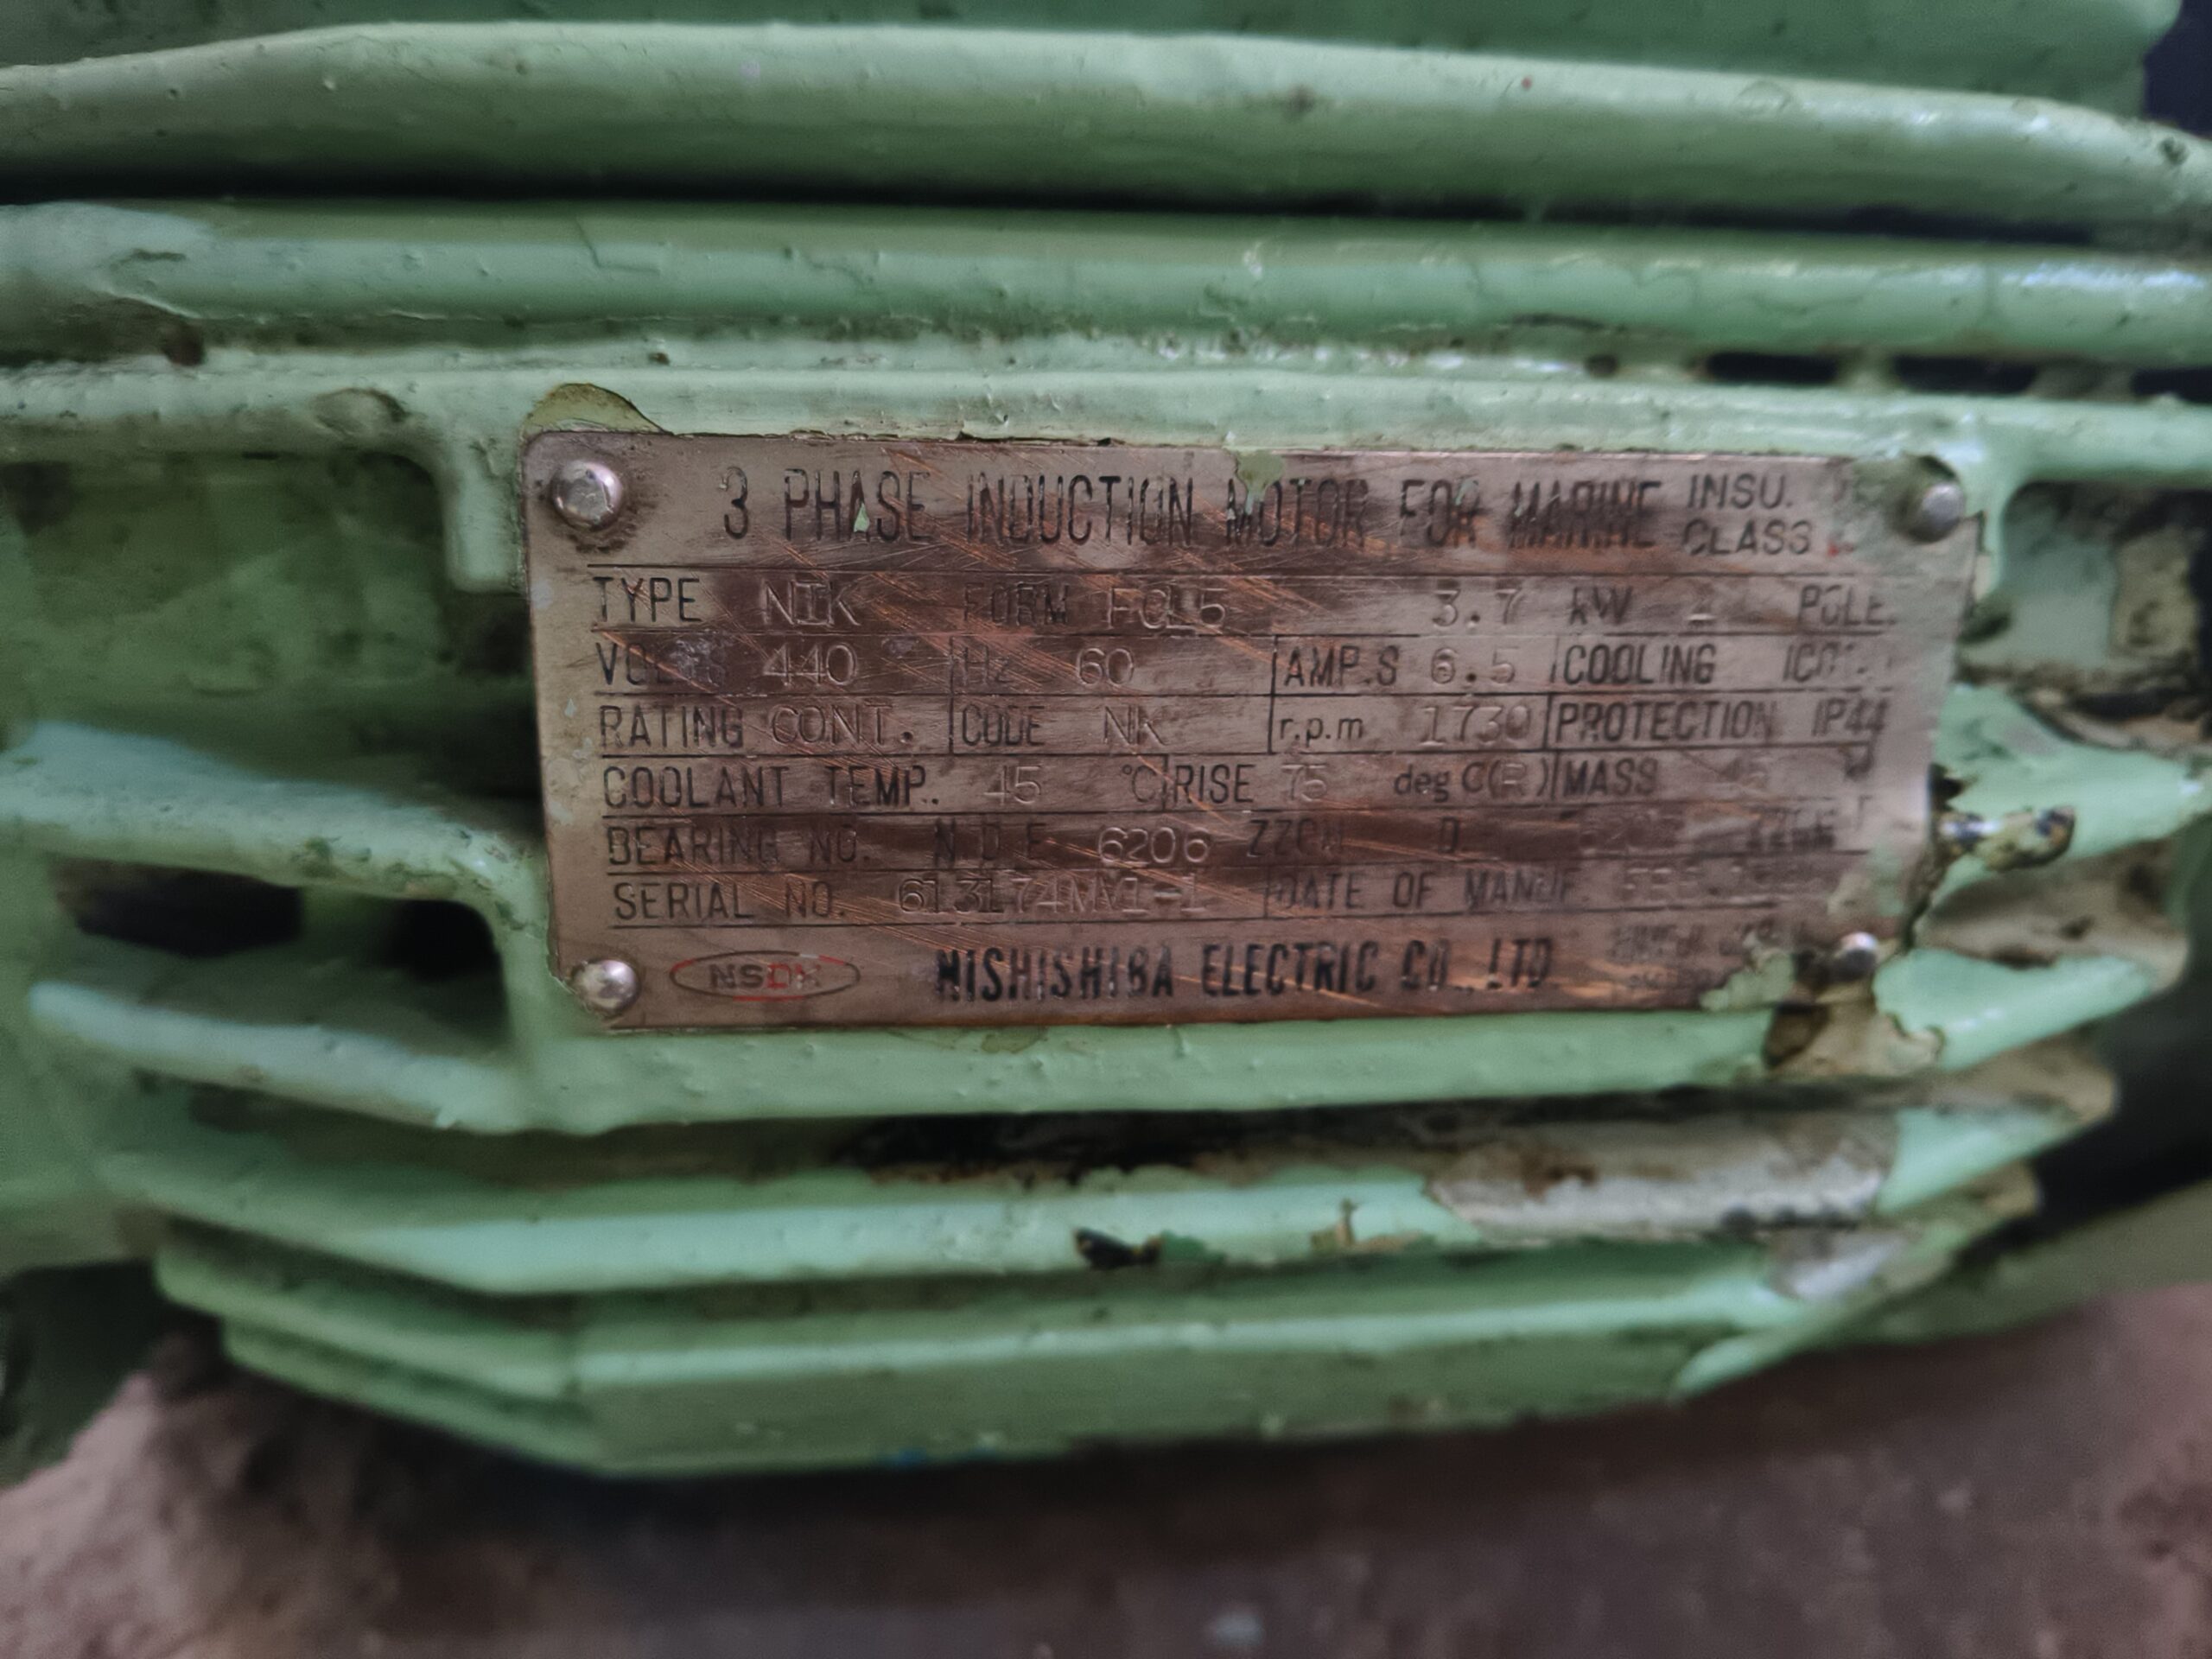 3 PHASE INDUCTION MOTOR FOR MARINE INSU. CLASS
TYPE NIK FORM FCL5 3.7 kW POLE.
VOLTS 440 Hz 60 AMP.S 6.5 COOLING
RATING CONT. CODE NK r.p.m 1730 PROTECTION IP44
COOLANT TEMP. 45 °C RISE 75 deg C(R) MASS
BEARING NO. N D E 6206 D
SERIAL NO. DATE OF MANUF.
NISHISHIBA ELECTRIC CO., LTD.